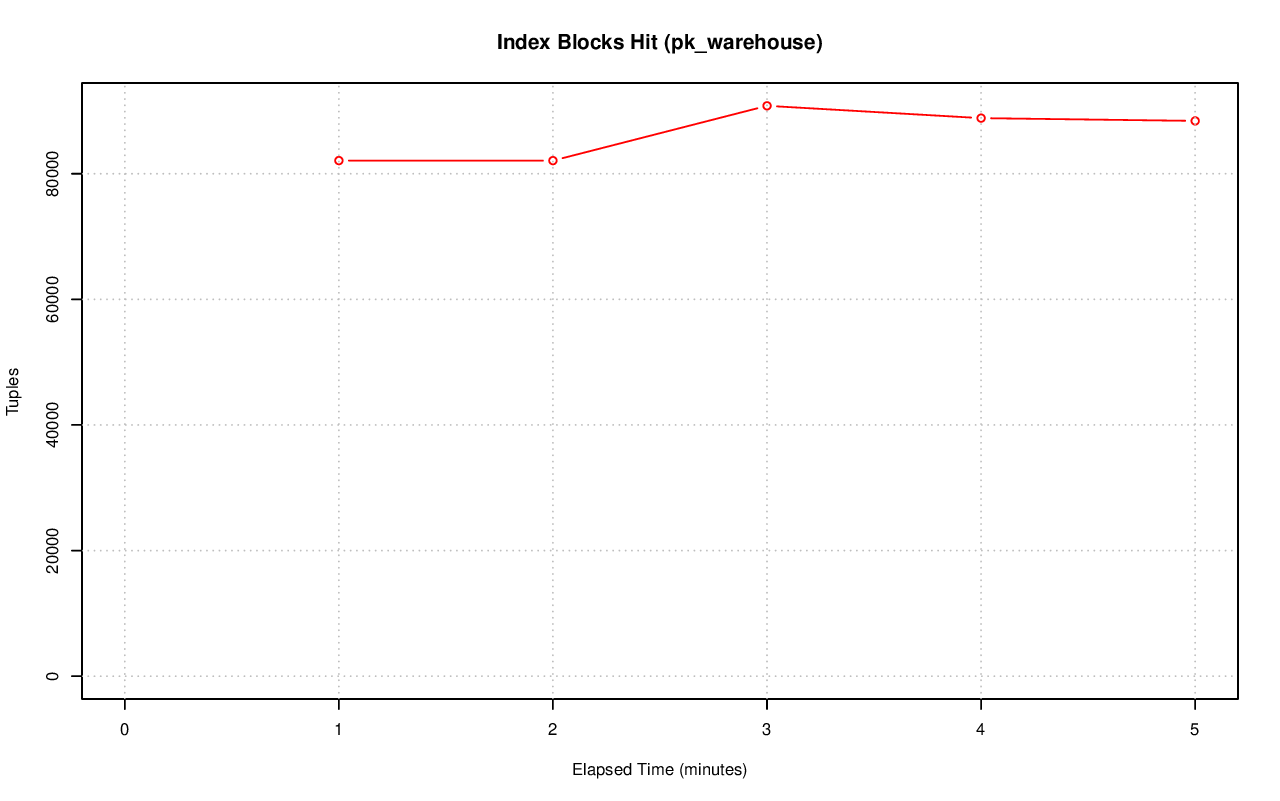 Index Blocks Hit (pk_warehouse)
Tuples
80000
60000
40000
20000
0
0 1 2 3 4 5
Elapsed Time (minutes)